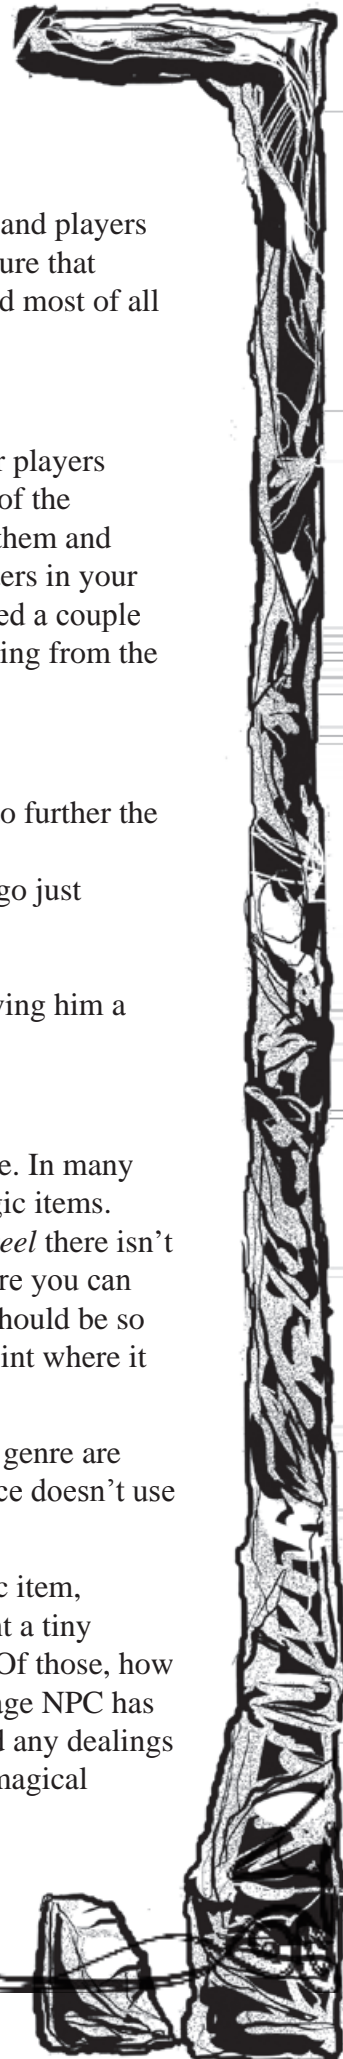 and players
ure that
d most of all
r players
of the
them and
ers in your
ed a couple
ing from the
o further the
go just
ving him a
e. In many
gic items.
eel there isn't
re you can
hould be so
int where it
genre are
ce doesn't use
c item,
t a tiny
Of those, how
age NPC has
d any dealings
magical